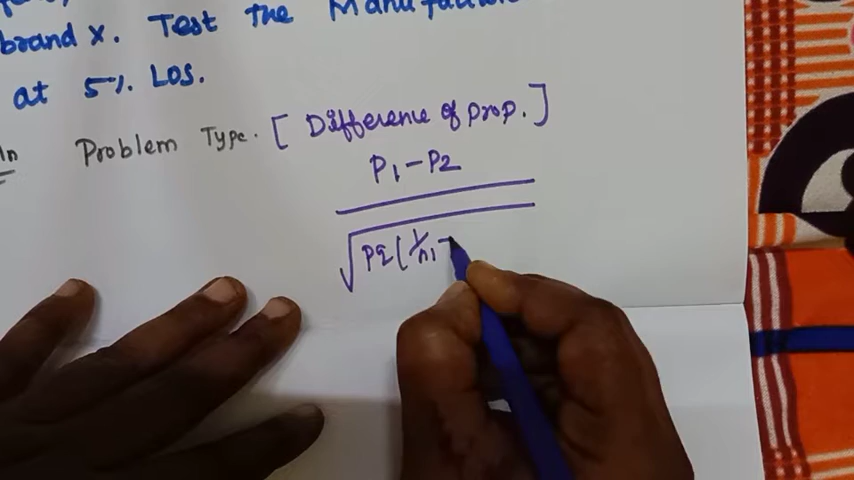 brand X. Test the
at 5%. LOS.
Problem Type. [ Difference of prop. ]
P1 - P2
√pq(1/n1